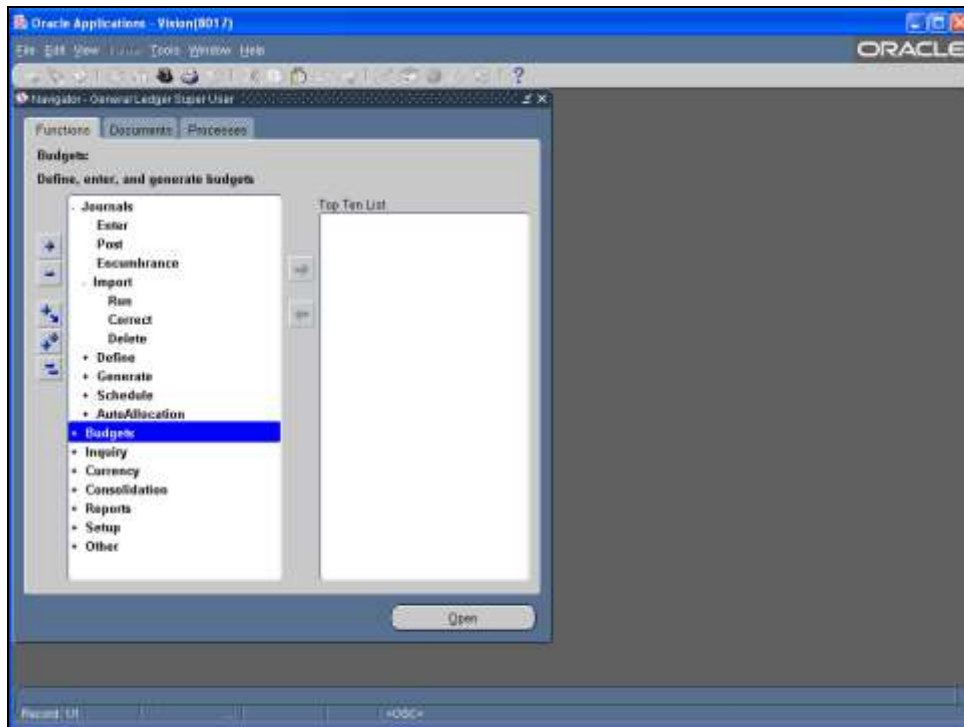 Oracle Applications - Vision(8017)
File Edit View Tools Window Help
ORACLE
?
Navigator - General Ledger Super User
Functions Documents Processes
Budgets:
Define, enter, and generate budgets
Top Ten List
- Journals
Enter
Post
Encumbrance
- Import
Run
Correct
Delete
+ Define
+ Generate
+ Schedule
+ AutoAllocation
+ Budgets
+ Inquiry
+ Currency
+ Consolidation
+ Reports
+ Setup
+ Other
Open
Record: 1/1 <OSC>